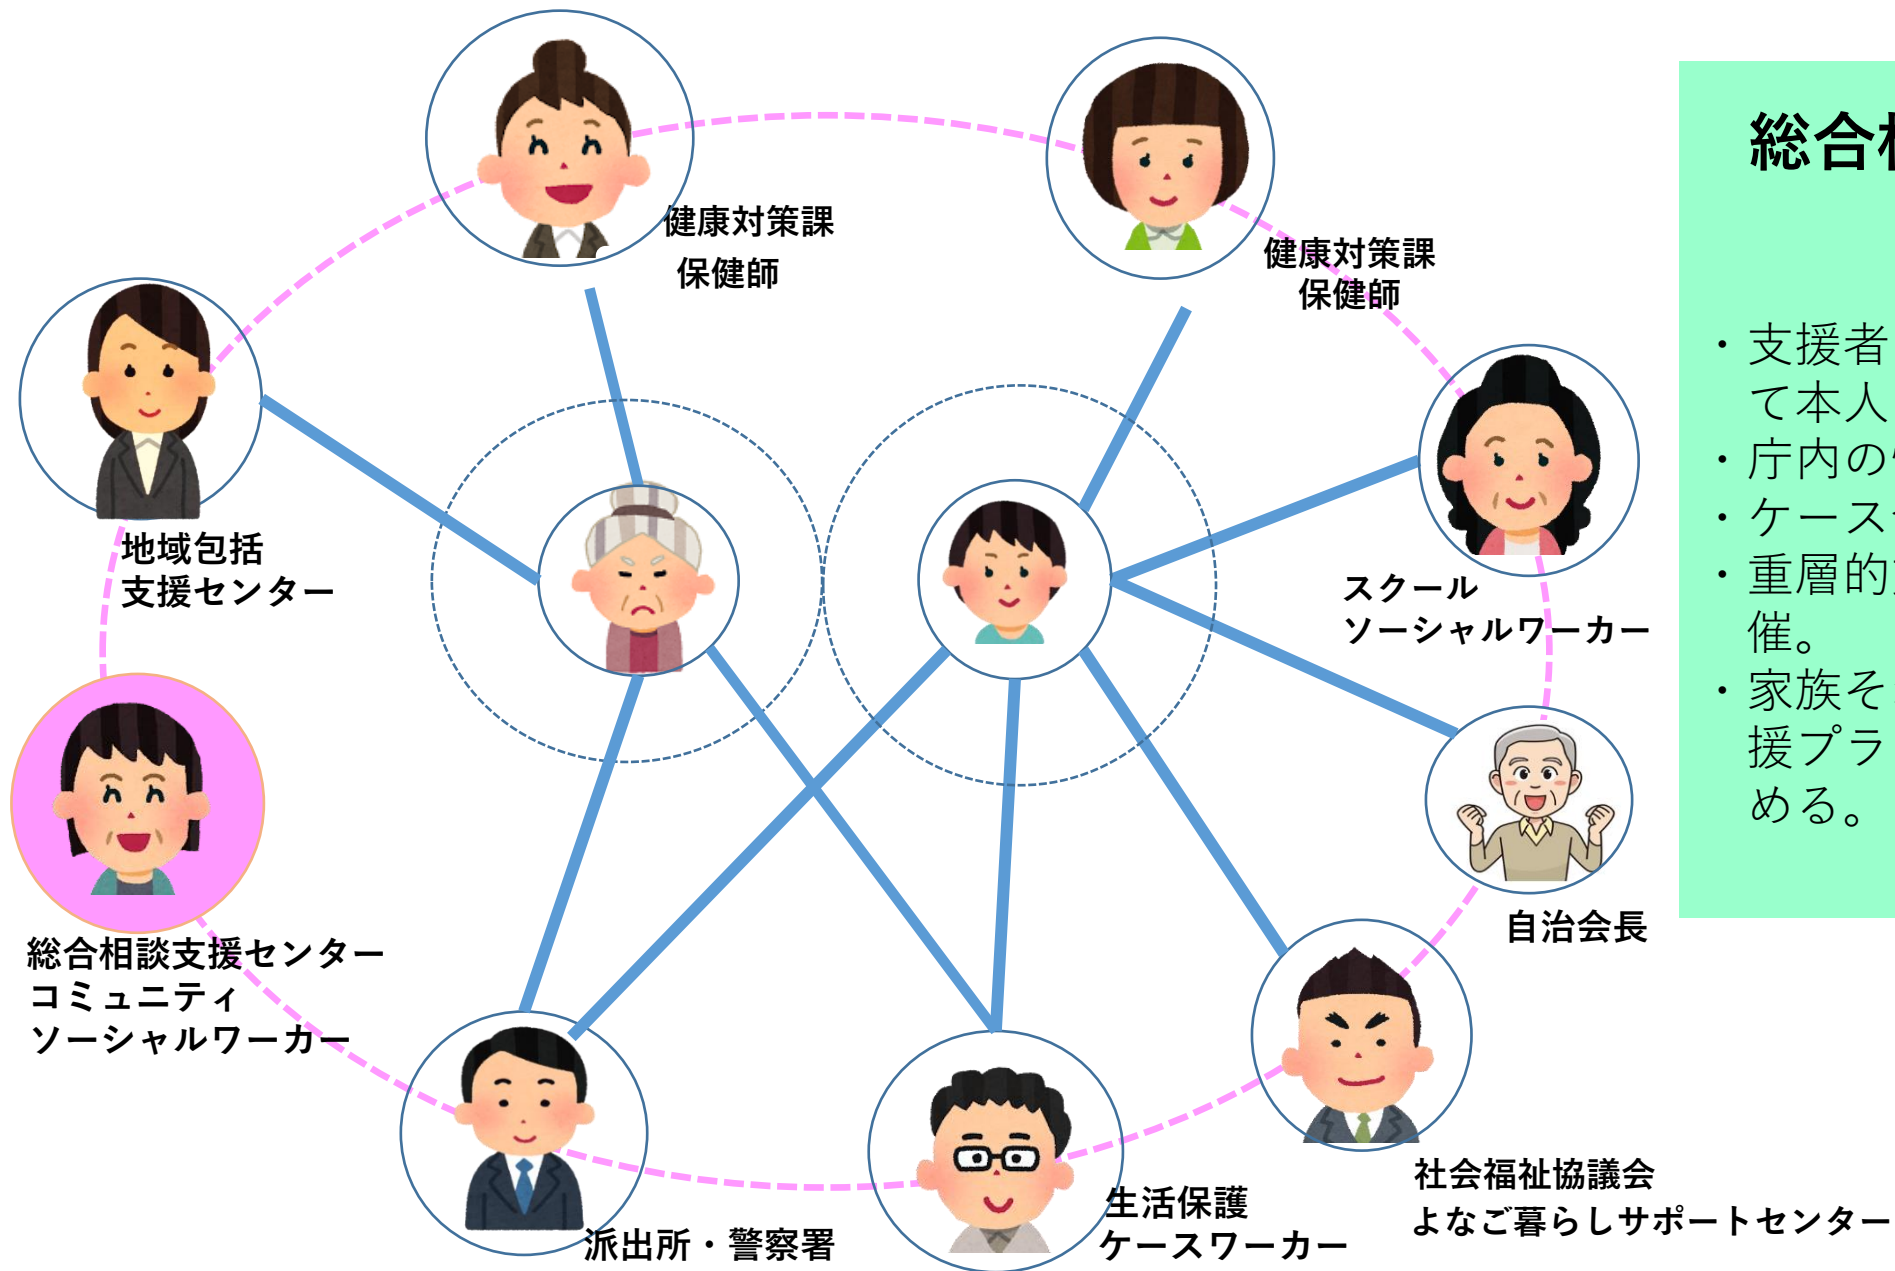 健康対策課
保健師
健康対策課
保健師
地域包括
支援センター
スクール
ソーシャルワーカー
自治会長
総合相談支援センター
コミュニティ
ソーシャルワーカー
派出所・警察署
生活保護
ケースワーカー
社会福祉協議会
よなご暮らしサポートセンター
総合
・支援者
て本人
・庁内の
・ケース
・重層的
催。
・家族そ
援プラ
める。